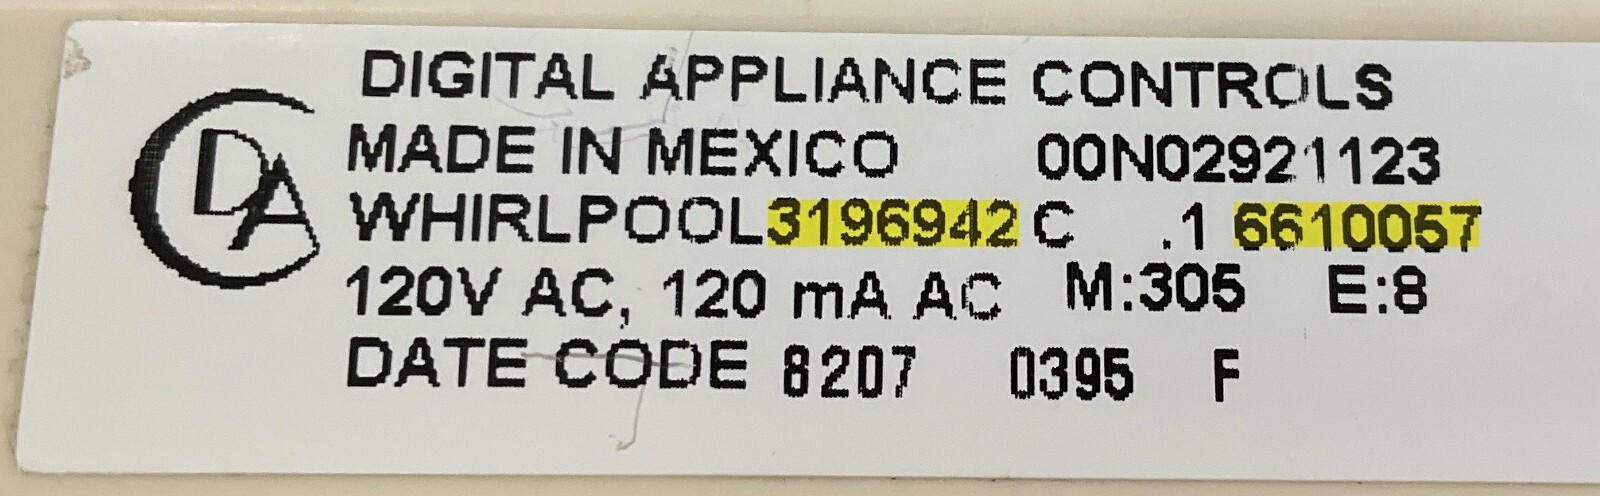 DIGITAL APPLIANCE CONTROLS
CDA
MADE IN MEXICO 00N02921123
WHIRLPOOL3196942 C .1 6610057
120V AC, 120 mA AC M:305 E:8
DATE CODE 8207 0395 F